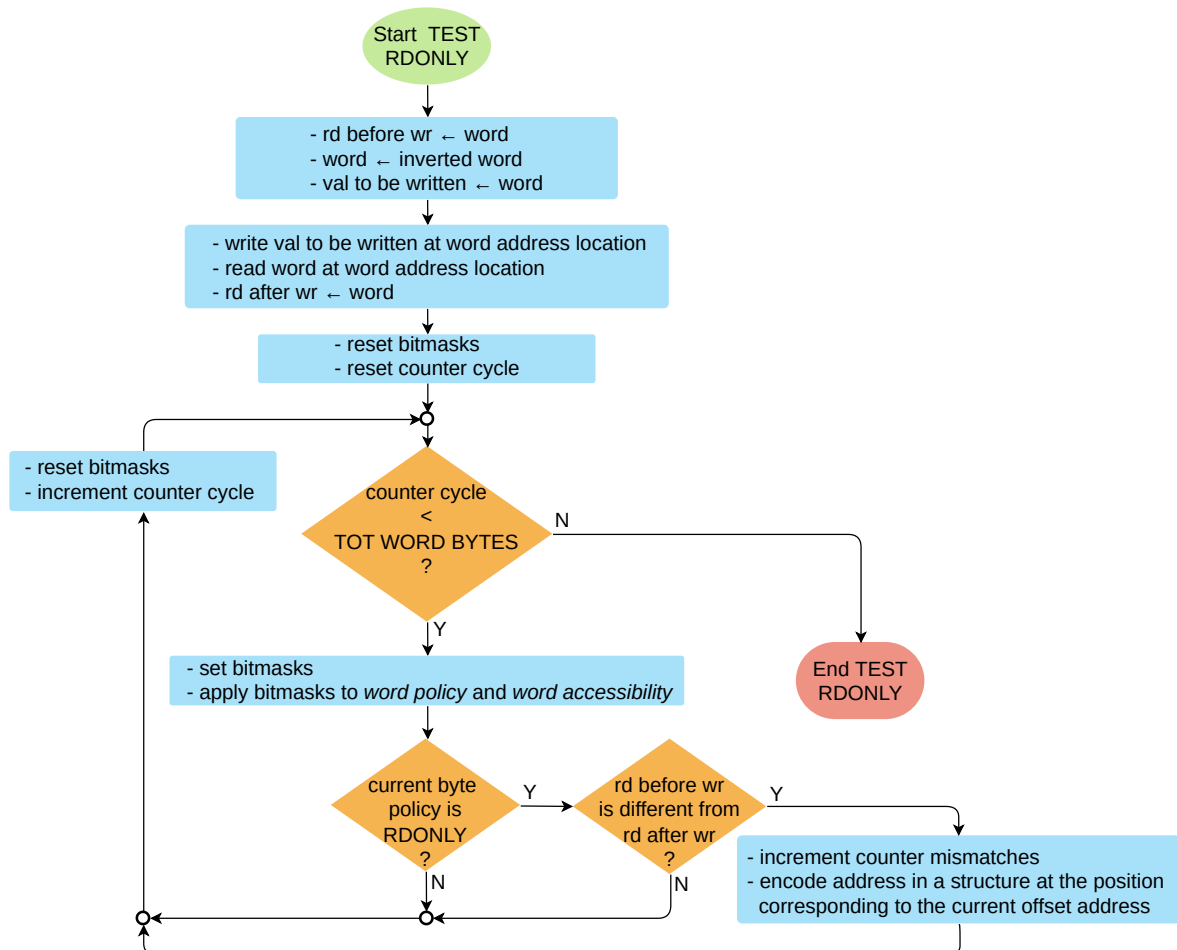 Start TEST
RDONLY
- rd before wr ← word
- word ← inverted word
- val to be written ← word
- write val to be written at word address location
- read word at word address location
- rd after wr ← word
- reset bitmasks
- reset counter cycle
- reset bitmasks
- increment counter cycle
counter cycle
<
TOT WORD BYTES
?
N
Y
- set bitmasks
- apply bitmasks to word policy and word accessibility
End TEST
RDONLY
current byte
policy is
RDONLY
?
Y
N
rd before wr
is different from
rd after wr
?
Y
N
- increment counter mismatches
- encode address in a structure at the position
corresponding to the current offset address